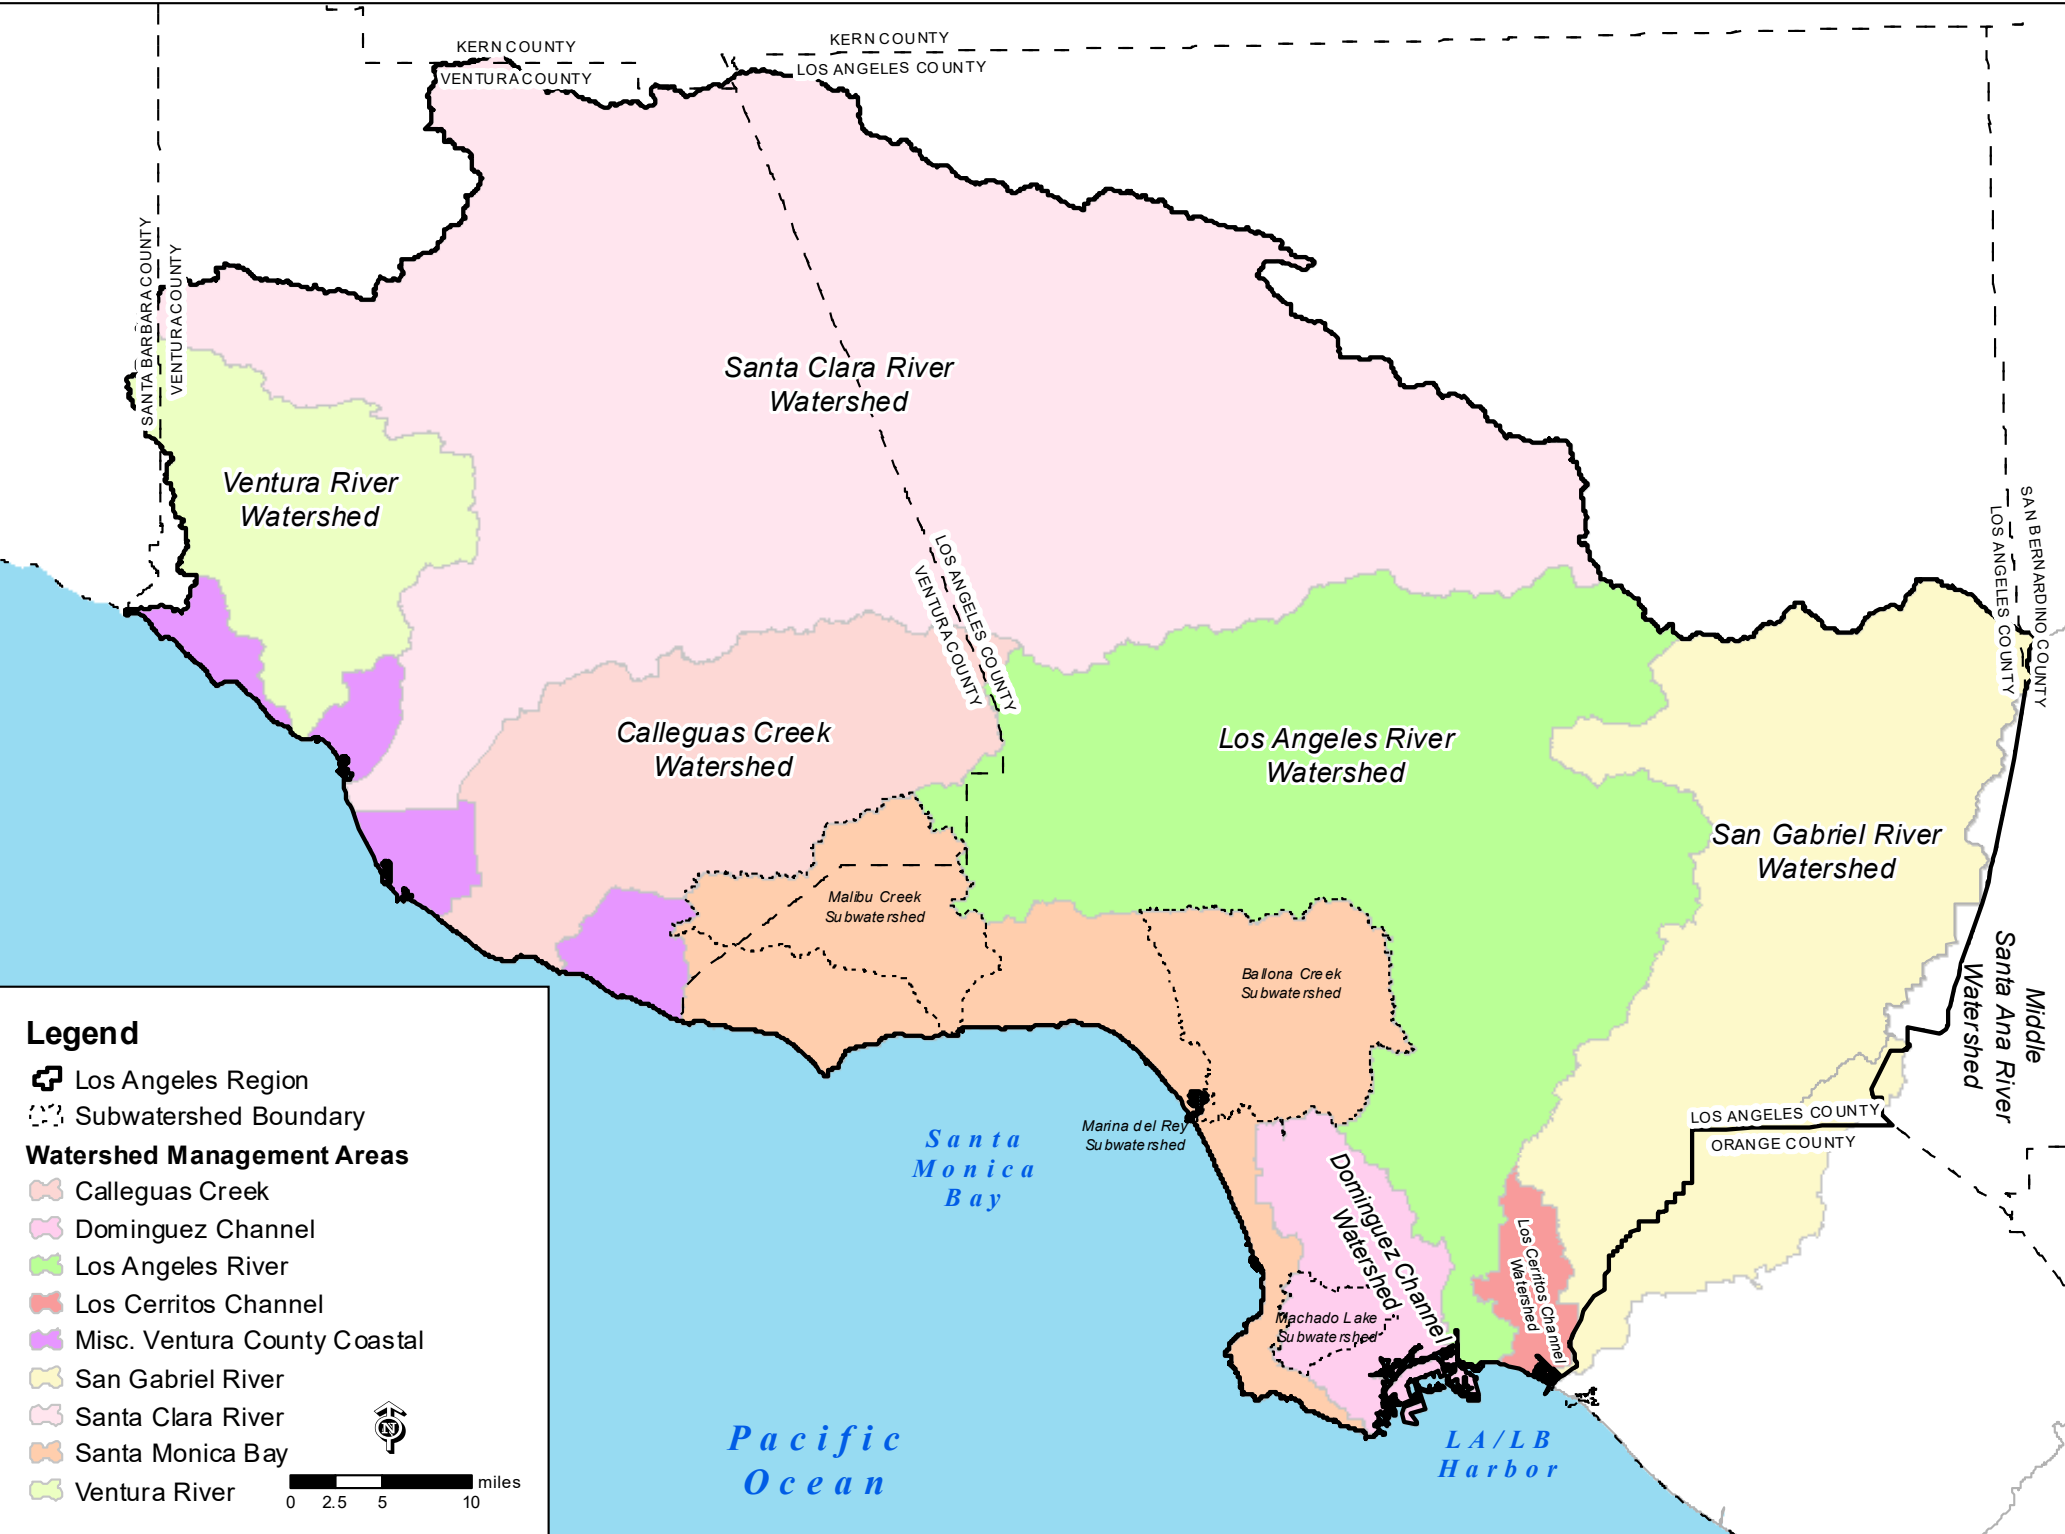 KERN COUNTY
VENTURA COUNTY
KERN COUNTY
LOS ANGELES COUNTY
SANTA BARBARA COUNTY
VENTURA COUNTY
Santa Clara River
Watershed
Ventura River
Watershed
LOS ANGELES COUNTY
VENTURA COUNTY
SAN BERNARDINO COUNTY
LOS ANGELES COUNTY
Calleguas Creek
Watershed
Los Angeles River
Watershed
San Gabriel River
Watershed
Malibu Creek
Subwatershed
Ballona Creek
Subwatershed
Middle
Santa Ana River
Watershed
Marina del Rey
Subwatershed
Santa
Monica
Bay
LOS ANGELES COUNTY
ORANGE COUNTY
Dominguez Channel
Watershed
Los Cerritos Channel
Watershed
Machado Lake
Subwatershed
Pacific
Ocean
LA/LB
Harbor
Legend
Los Angeles Region
Subwatershed Boundary
Watershed Management Areas
Calleguas Creek
Dominguez Channel
Los Angeles River
Los Cerritos Channel
Misc. Ventura County Coastal
San Gabriel River
Santa Clara River
Santa Monica Bay
Ventura River
N
miles
0 2.5 5 10